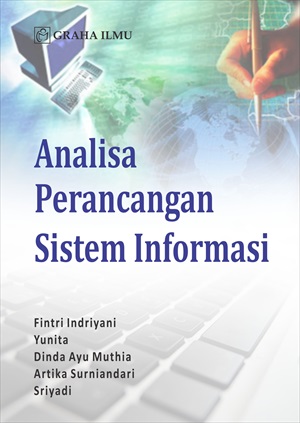 GRAHA ILMU
Analisa
Perancangan
Sistem Informasi
Fintri Indriyani
Yunita
Dinda Ayu Muthia
Artika Surniandari
Sriyadi